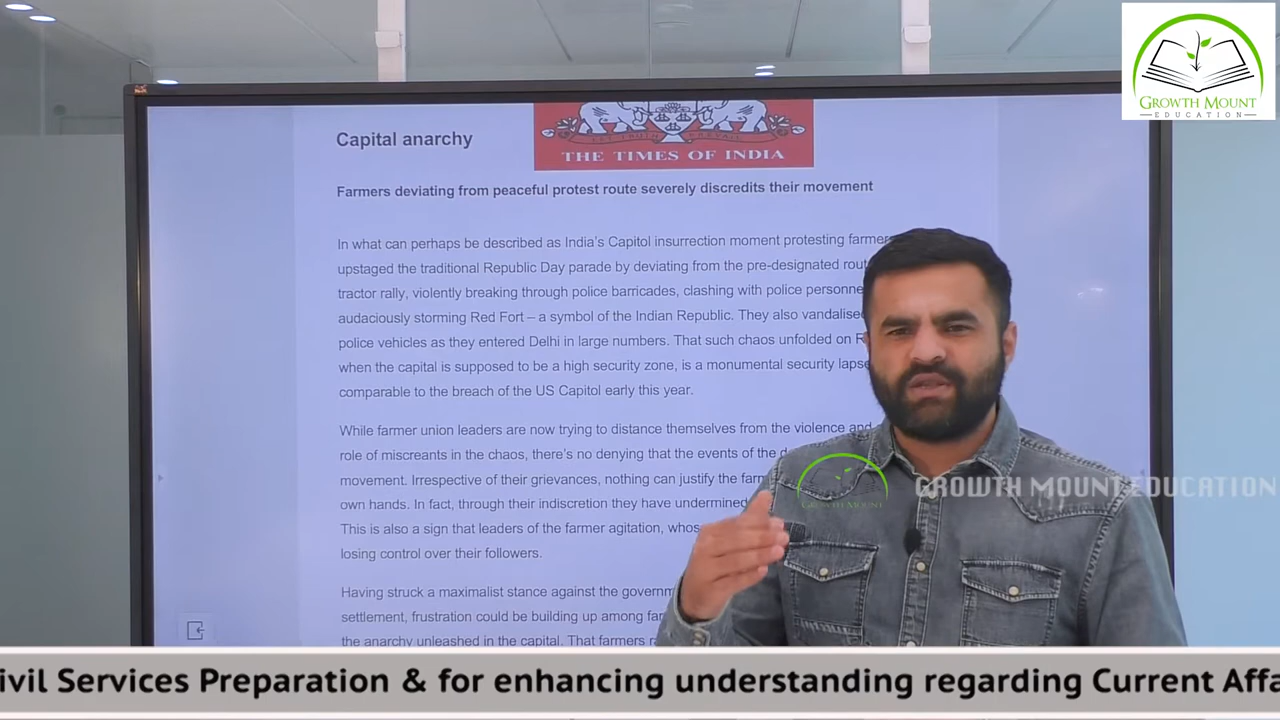 GROWTH MOUNT
EDUCATION
Capital anarchy
LET TRUTH PREVAIL
THE TIMES OF INDIA
Farmers deviating from peaceful protest route severely discredits their movement
In what can perhaps be described as India's Capitol insurrection moment protesting farmers
upstaged the traditional Republic Day parade by deviating from the pre-designated rout
tractor rally, violently breaking through police barricades, clashing with police personne
audaciously storming Red Fort – a symbol of the Indian Republic. They also vandalised
police vehicles as they entered Delhi in large numbers. That such chaos unfolded on R
when the capital is supposed to be a high security zone, is a monumental security lapse
comparable to the breach of the US Capitol early this year.
While farmer union leaders are now trying to distance themselves from the violence and
role of miscreants in the chaos, there's no denying that the events of the d
movement. Irrespective of their grievances, nothing can justify the farm
own hands. In fact, through their indiscretion they have undermined
This is also a sign that leaders of the farmer agitation, whos
losing control over their followers.
Having struck a maximalist stance against the governm
settlement, frustration could be building up among far
the anarchy unleashed in the capital. That farmers ra
GROWTH MOUNT
GROWTH MOUNT EDUCATION
ivil Services Preparation & for enhancing understanding regarding Current Affa